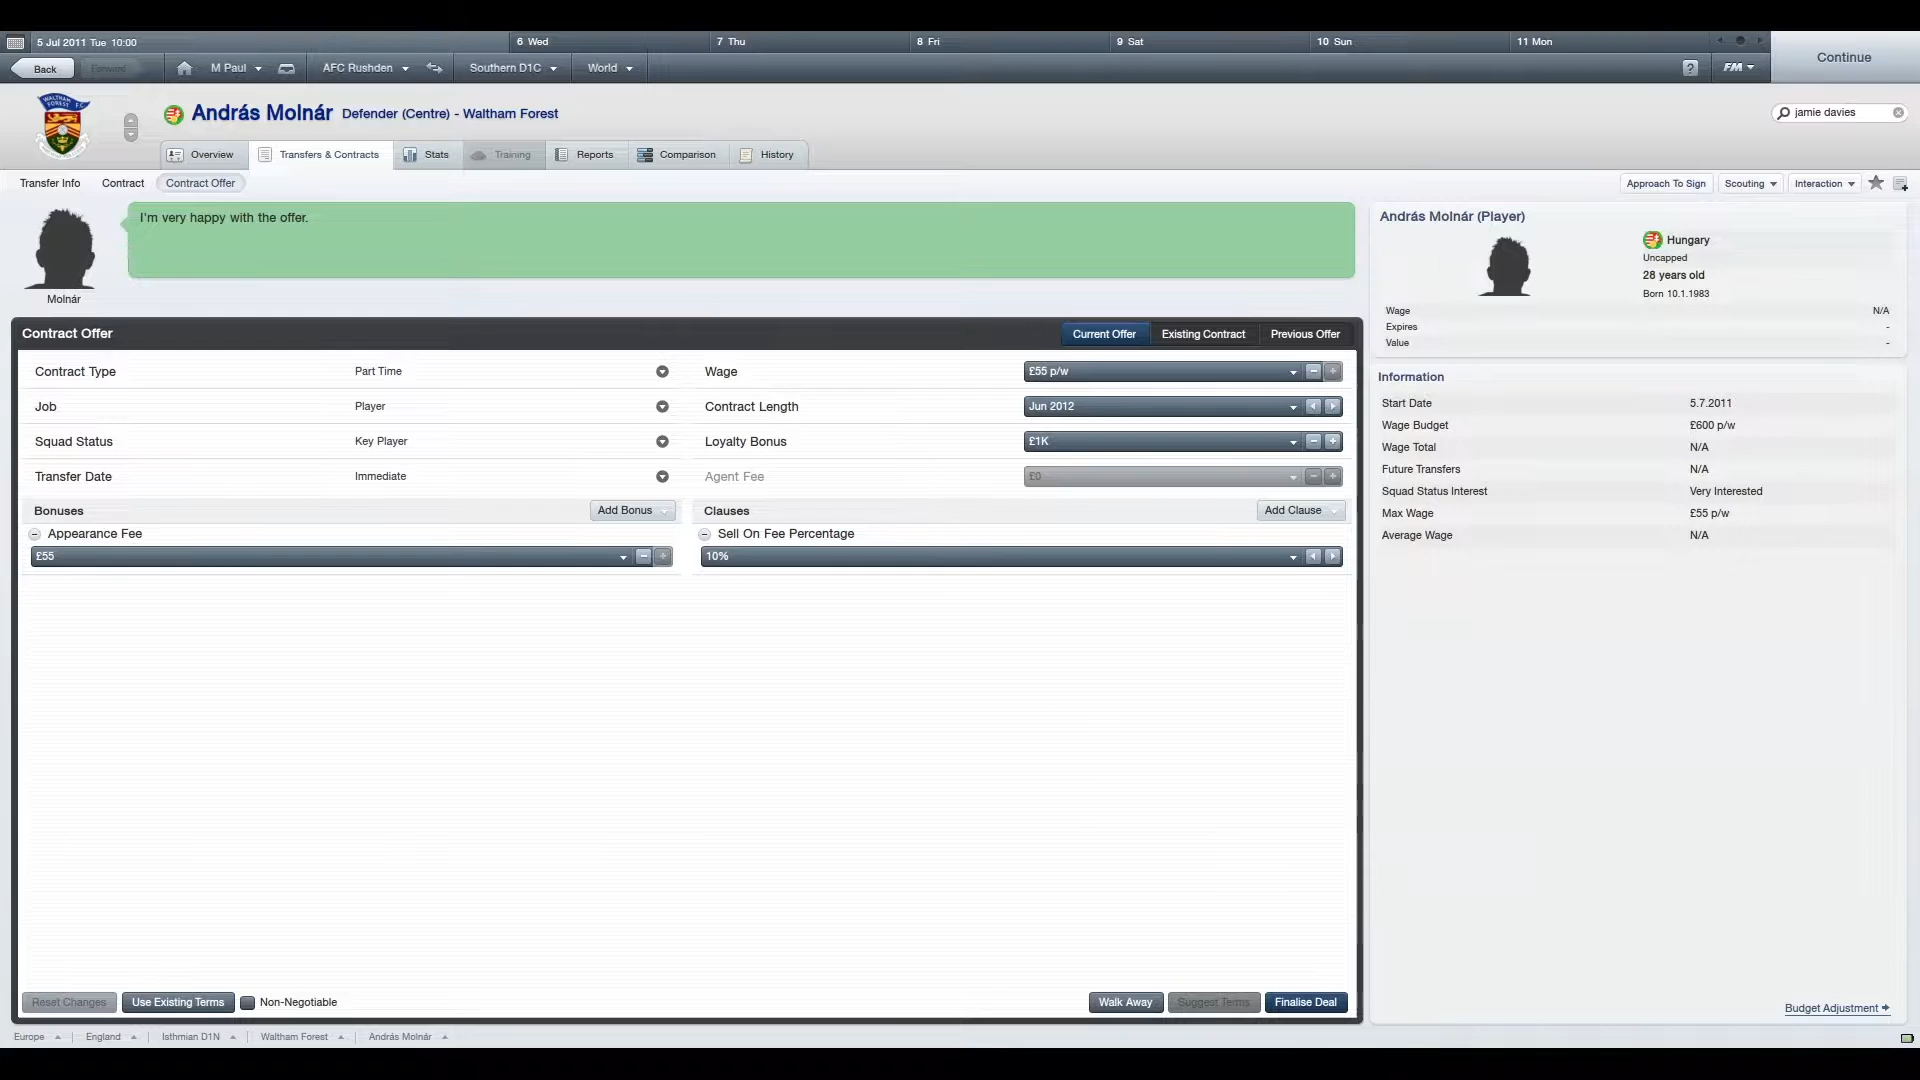 5 Jul 2011 Tue 10:00
6 Wed
7 Thu
8 Fri
9 Sat
10 Sun
11 Mon
Continue
Back
Forward
M Paul
AFC Rushden
Southern D1C
World
?
FM
WALTHAM FOREST F.C.
András Molnár
Defender (Centre) - Waltham Forest
jamie davies
Overview
Transfers & Contracts
Stats
Training
Reports
Comparison
History
Transfer Info
Contract
Contract Offer
Approach To Sign
Scouting
Interaction
I'm very happy with the offer.
Molnár
András Molnár (Player)
Hungary
Uncapped
28 years old
Born 10.1.1983
Wage N/A
Expires -
Value -
Contract Offer
Current Offer
Existing Contract
Previous Offer
Contract Type Part Time
Wage £55 p/w
Job Player
Contract Length Jun 2012
Squad Status Key Player
Loyalty Bonus £1K
Transfer Date Immediate
Agent Fee £0
Bonuses
Add Bonus
Clauses
Add Clause
Appearance Fee
£55
Sell On Fee Percentage
10%
Information
Start Date 5.7.2011
Wage Budget £600 p/w
Wage Total N/A
Future Transfers N/A
Squad Status Interest Very Interested
Max Wage £55 p/w
Average Wage N/A
Reset Changes
Use Existing Terms
Non-Negotiable
Walk Away
Suggest Terms
Finalise Deal
Budget Adjustment
Europe
England
Isthmian D1N
Waltham Forest
András Molnár